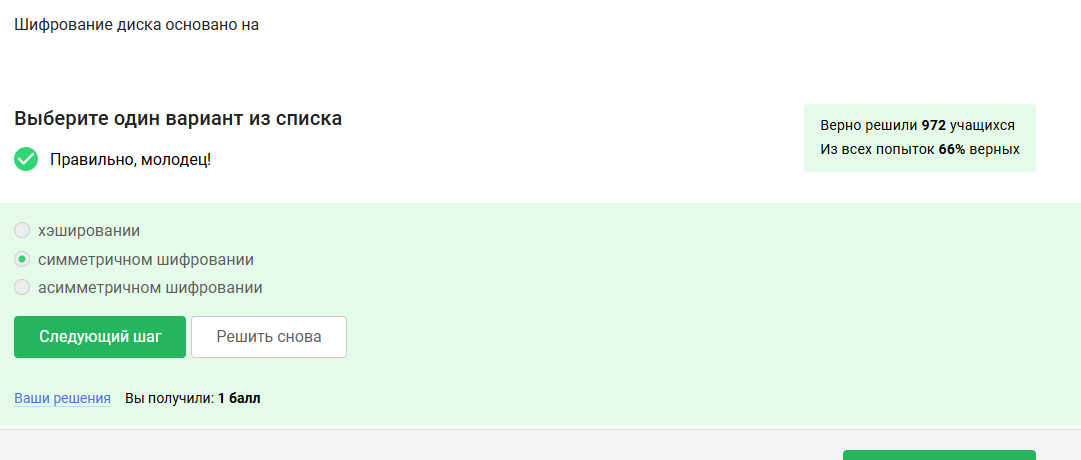 Шифрование диска основано на
Выберите один вариант из списка
Верно решили 972 учащихся
Из всех попыток 66% верных
Правильно, молодец!
хэшировании
симметричном шифровании
асимметричном шифровании
Следующий шаг
Решить снова
Ваши решения Вы получили: 1 балл